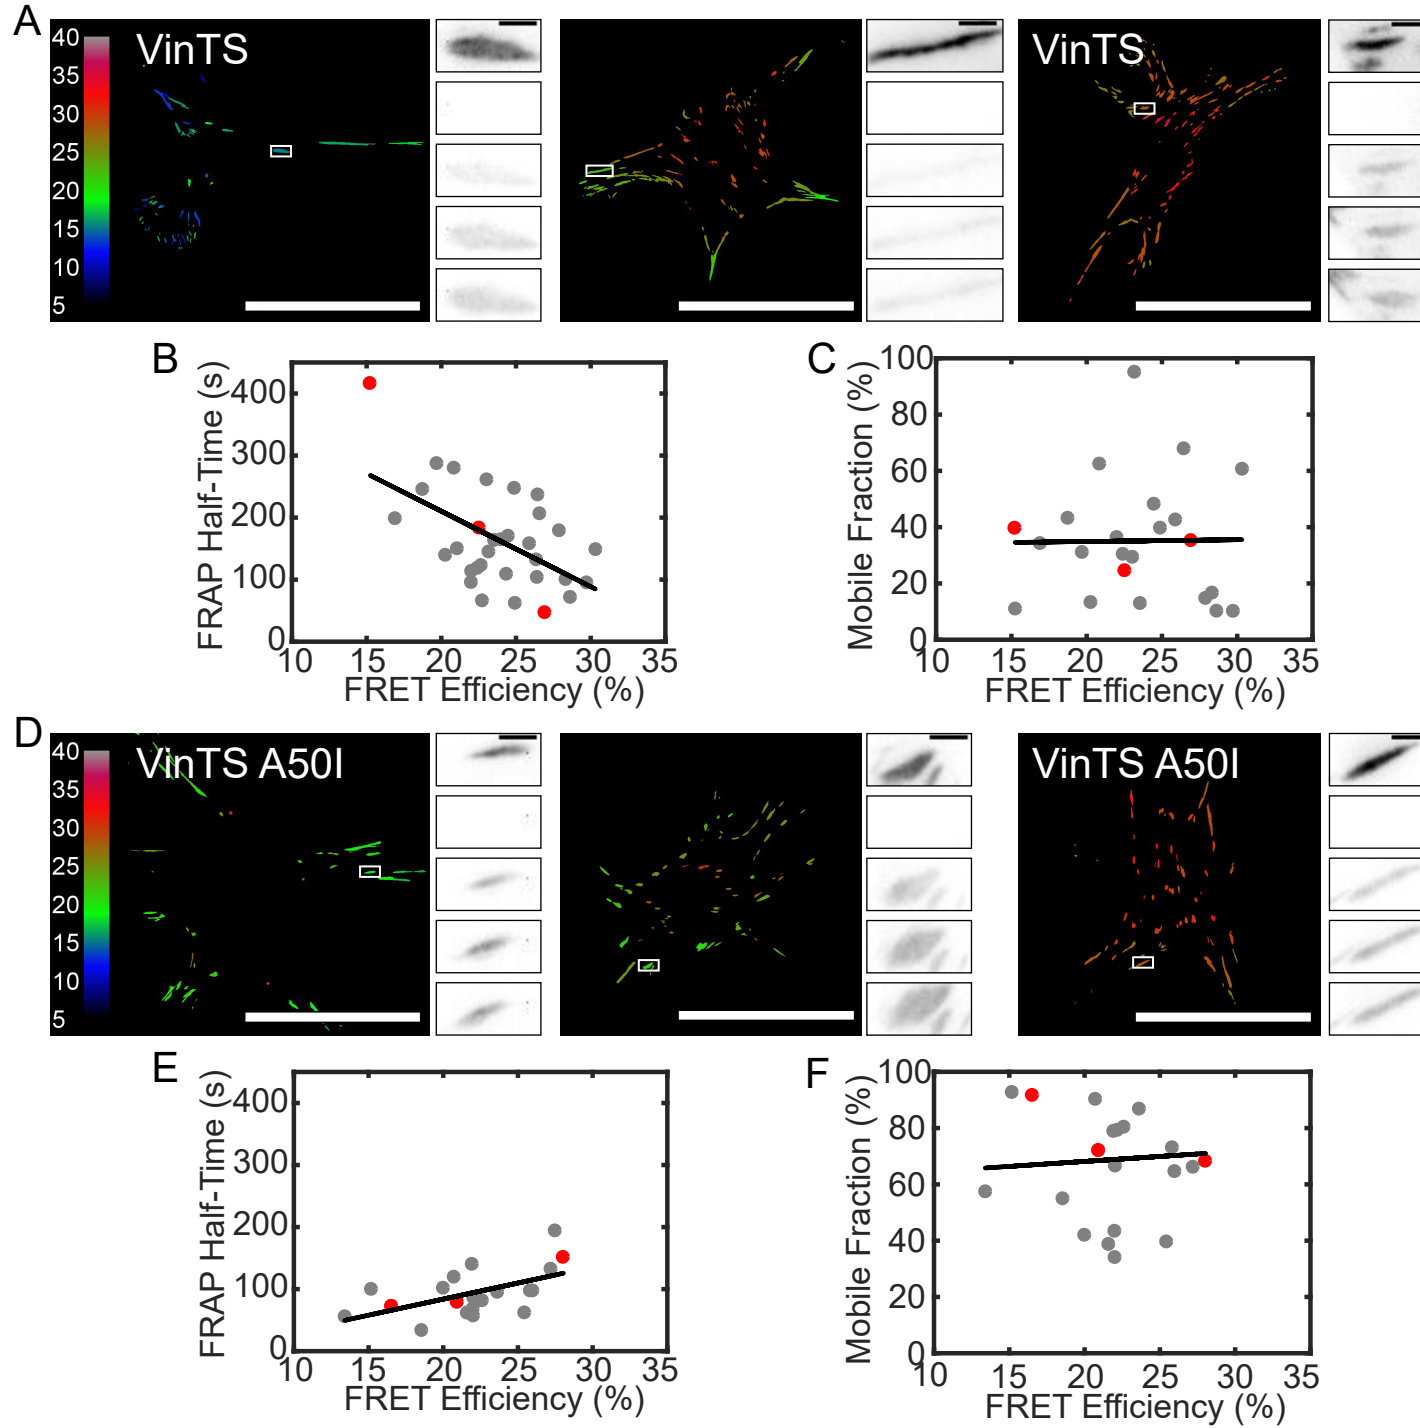 A
VinTS
VinTS
40
35
30
25
20
15
10
5
B
FRAP Half-Time (s)
400
300
200
100
0
10 15 20 25 30 35
FRET Efficiency (%)
C
Mobile Fraction (%)
100
80
60
40
20
0
10 15 20 25 30 35
FRET Efficiency (%)
D
VinTS A50I
VinTS A50I
40
35
30
25
20
15
10
5
E
FRAP Half-Time (s)
400
300
200
100
0
10 15 20 25 30 35
FRET Efficiency (%)
F
Mobile Fraction (%)
100
80
60
40
20
0
10 15 20 25 30 35
FRET Efficiency (%)